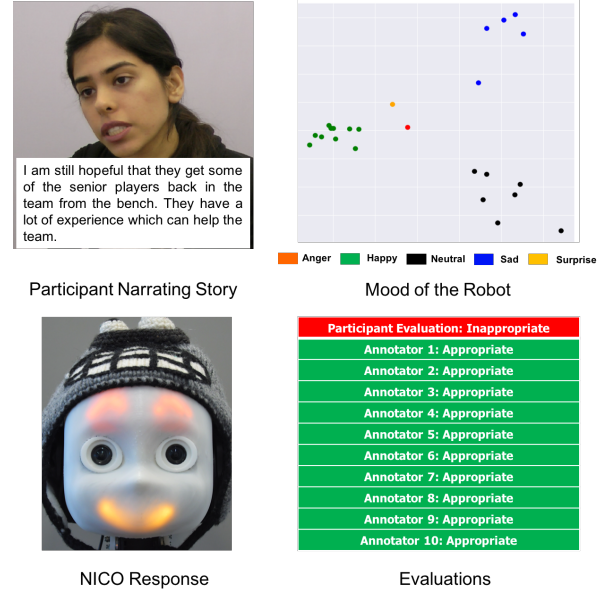 I am still hopeful that they get some
of the senior players back in the
team from the bench. They have a
lot of experience which can help the
team.
Anger Happy Neutral Sad Surprise
Participant Narrating Story
Mood of the Robot
Participant Evaluation: Inappropriate
Annotator 1: Appropriate
Annotator 2: Appropriate
Annotator 3: Appropriate
Annotator 4: Appropriate
Annotator 5: Appropriate
Annotator 6: Appropriate
Annotator 7: Appropriate
Annotator 8: Appropriate
Annotator 9: Appropriate
Annotator 10: Appropriate
NICO Response
Evaluations